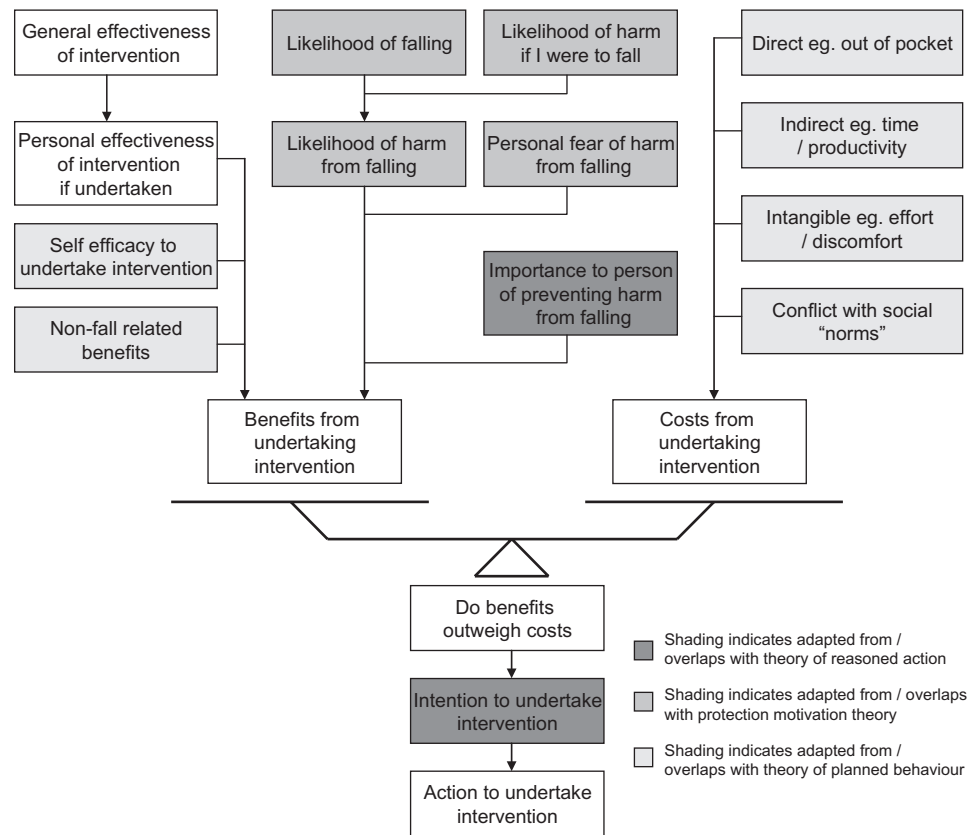 General effectiveness
of intervention
Likelihood of falling
Likelihood of harm
if I were to fall
Direct eg. out of pocket
Personal effectiveness
of intervention
if undertaken
Likelihood of harm
from falling
Personal fear of harm
from falling
Indirect eg. time
/ productivity
Self efficacy to
undertake intervention
Intangible eg. effort
/ discomfort
Importance to person
of preventing harm
from falling
Non-fall related
benefits
Conflict with social
“norms”
Benefits from
undertaking
intervention
Costs from
undertaking
intervention
Do benefits
outweigh costs
Intention to undertake
intervention
Action to undertake
intervention
Shading indicates adapted from /
overlaps with theory of reasoned action
Shading indicates adapted from / overlaps
with protection motivation theory
Shading indicates adapted from /
overlaps with theory of planned behaviour